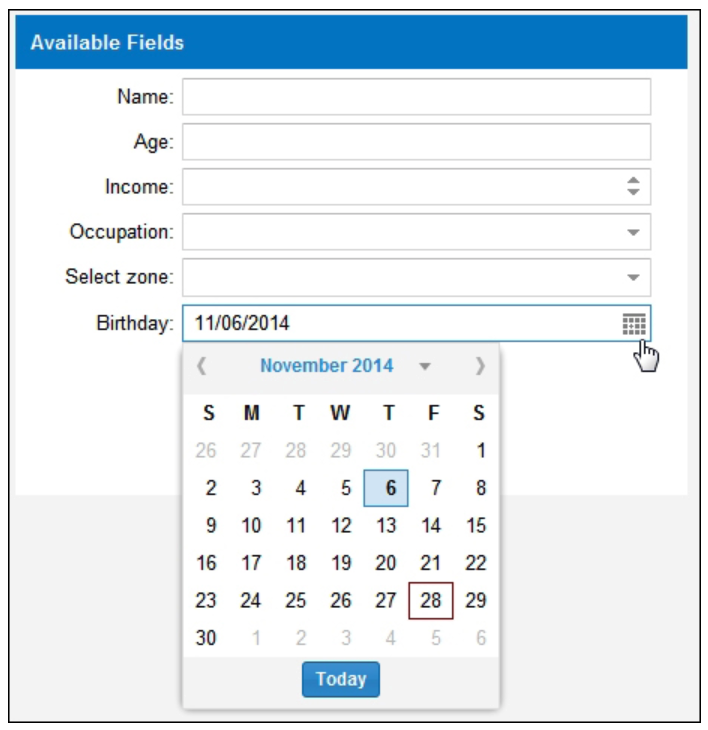 Available Fields
Name:
Age:
Income:
Occupation:
Select zone:
Birthday: 11/06/2014
November 2014
S M T W T F S
26 27 28 29 30 31 1
2 3 4 5 6 7 8
9 10 11 12 13 14 15
16 17 18 19 20 21 22
23 24 25 26 27 28 29
30 1 2 3 4 5 6
Today